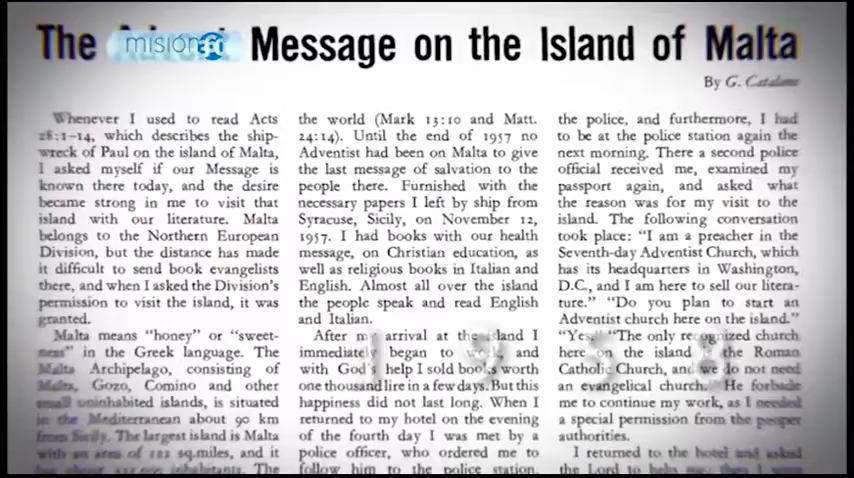 The Advent Message on the Island of Malta
misión
By G. Catalano
Whenever I used to read Acts
28:1–14, which describes the ship-
wreck of Paul on the island of Malta,
I asked myself if our Message is
known there today, and the desire
became strong in me to visit that
island with our literature. Malta
belongs to the Northern European
Division, but the distance has made
it difficult to send book evangelists
there, and when I asked the Division's
permission to visit the island, it was
granted.
Malta means “honey” or “sweet-
ness” in the Greek language. The
Malta Archipelago, consisting of
Malta, Gozo, Comino and other
small uninhabited islands, is situated
in the Mediterranean about 90 km
from Sicily. The largest island is Malta
with an area of 122 sq.miles, and it
inhabitants. The
the world (Mark 13:10 and Matt.
24:14). Until the end of 1957 no
Adventist had been on Malta to give
the last message of salvation to the
people there. Furnished with the
necessary papers I left by ship from
Syracuse, Sicily, on November 12,
1957. I had books with our health
message, on Christian education, as
well as religious books in Italian and
English. Almost all over the island
the people speak and read English
and Italian.
After my arrival at the island I
immediately began to work and
with God's help I sold books worth
one thousand lire in a few days. But this
happiness did not last long. When I
returned to my hotel on the evening
of the fourth day I was met by a
police officer, who ordered me to
follow him to the police station.
the police, and furthermore, I had
to be at the police station again the
next morning. There a second police
official received me, examined my
passport again, and asked what
the reason was for my visit to the
island. The following conversation
took place: “I am a preacher in the
Seventh-day Adventist Church, which
has its headquarters in Washington,
D.C., and I am here to sell our litera-
ture.” “Do you plan to start an
Adventist church here on the island.”
“Yes.” “The only recognized church
here on the island is the Roman
Catholic Church, and we do not need
an evangelical church.” He forbade
me to continue my work, as I needed
a special permission from the proper
authorities.
I returned to the hotel and asked
the Lord to help me; then I went